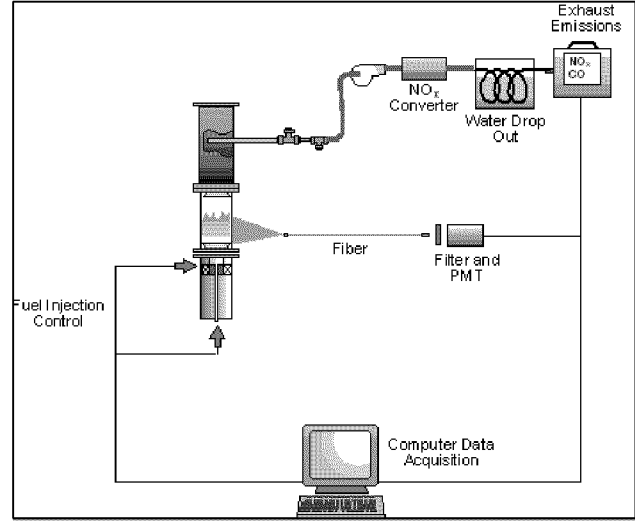 Exhaust
Emissions
NOx
CO
NOx
Converter
Water Drop
Out
Fiber
Filter and
PMT
Fuel Injection
Control
Computer Data
Acquisition